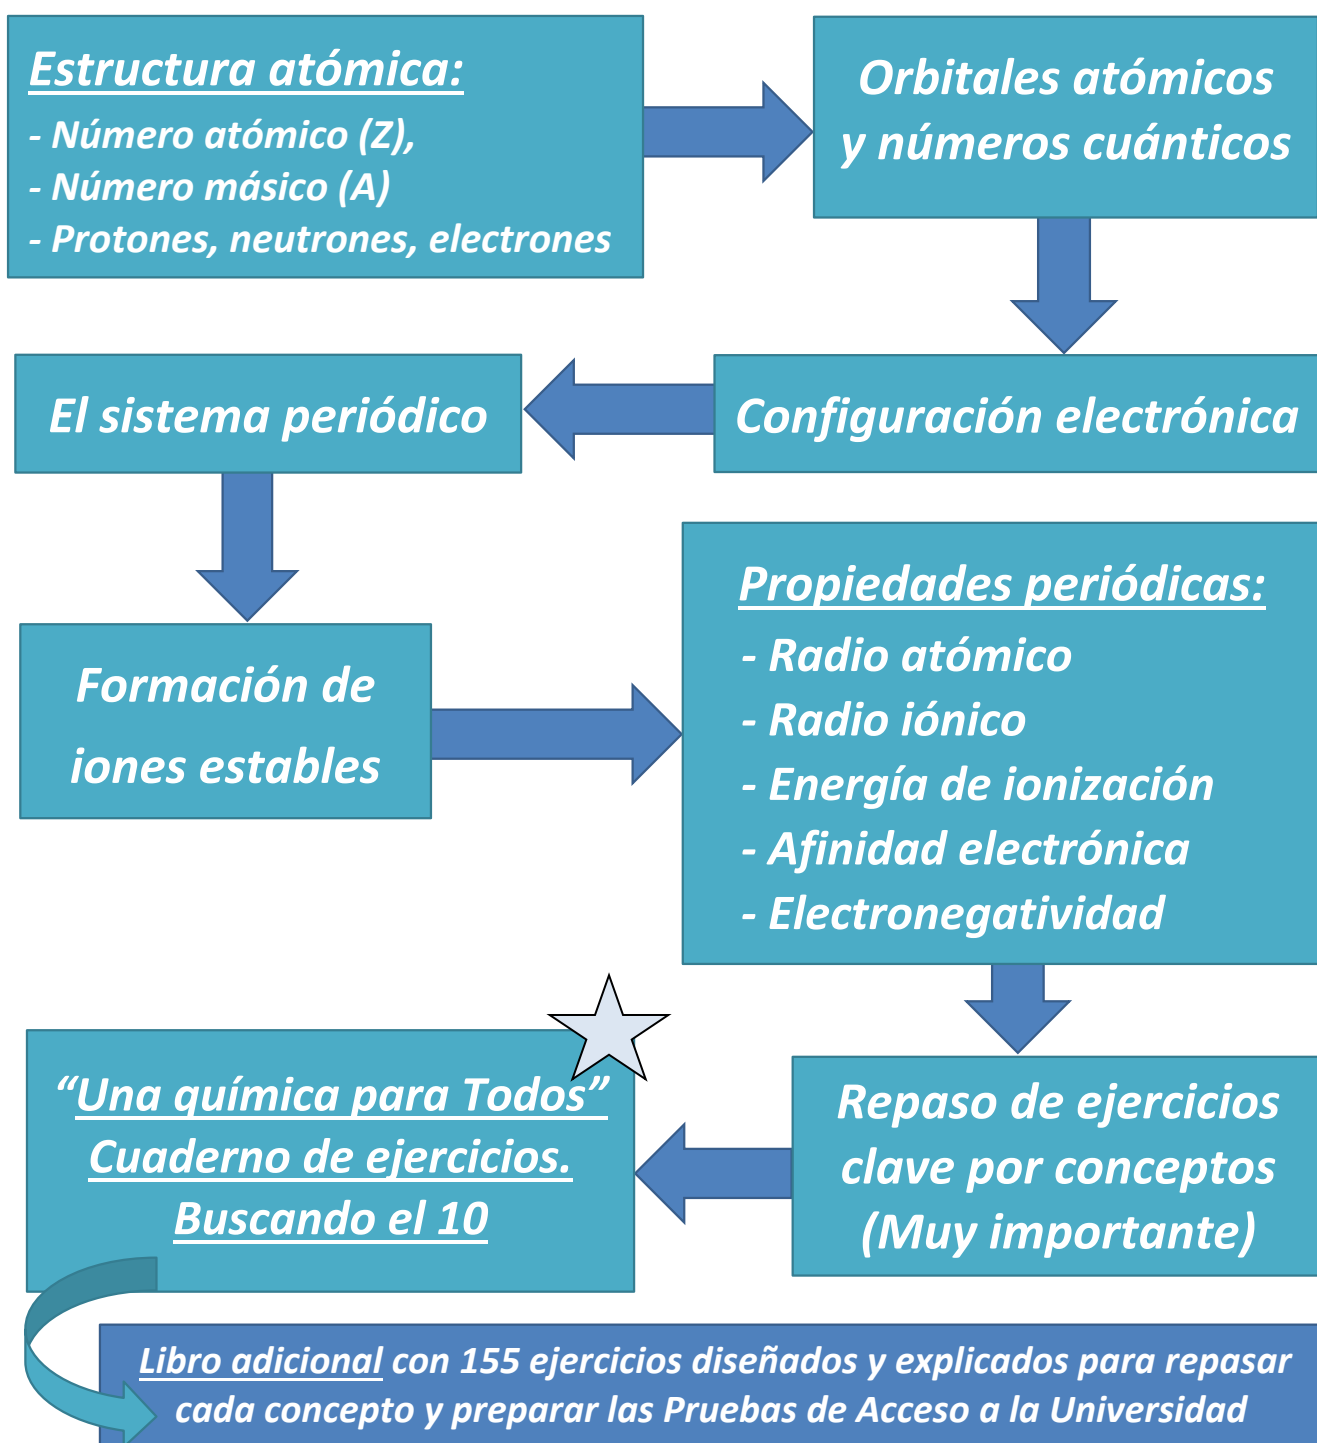 Estructura atómica:
- Número atómico (Z),
- Número másico (A)
- Protones, neutrones, electrones
Orbitales atómicos
y números cuánticos
Configuración electrónica
El sistema periódico
Formación de
iones estables
Propiedades periódicas:
- Radio atómico
- Radio iónico
- Energía de ionización
- Afinidad electrónica
- Electronegatividad
Repaso de ejercicios
clave por conceptos
(Muy importante)
“Una química para Todos”
Cuaderno de ejercicios.
Buscando el 10
Libro adicional con 155 ejercicios diseñados y explicados para repasar
cada concepto y preparar las Pruebas de Acceso a la Universidad